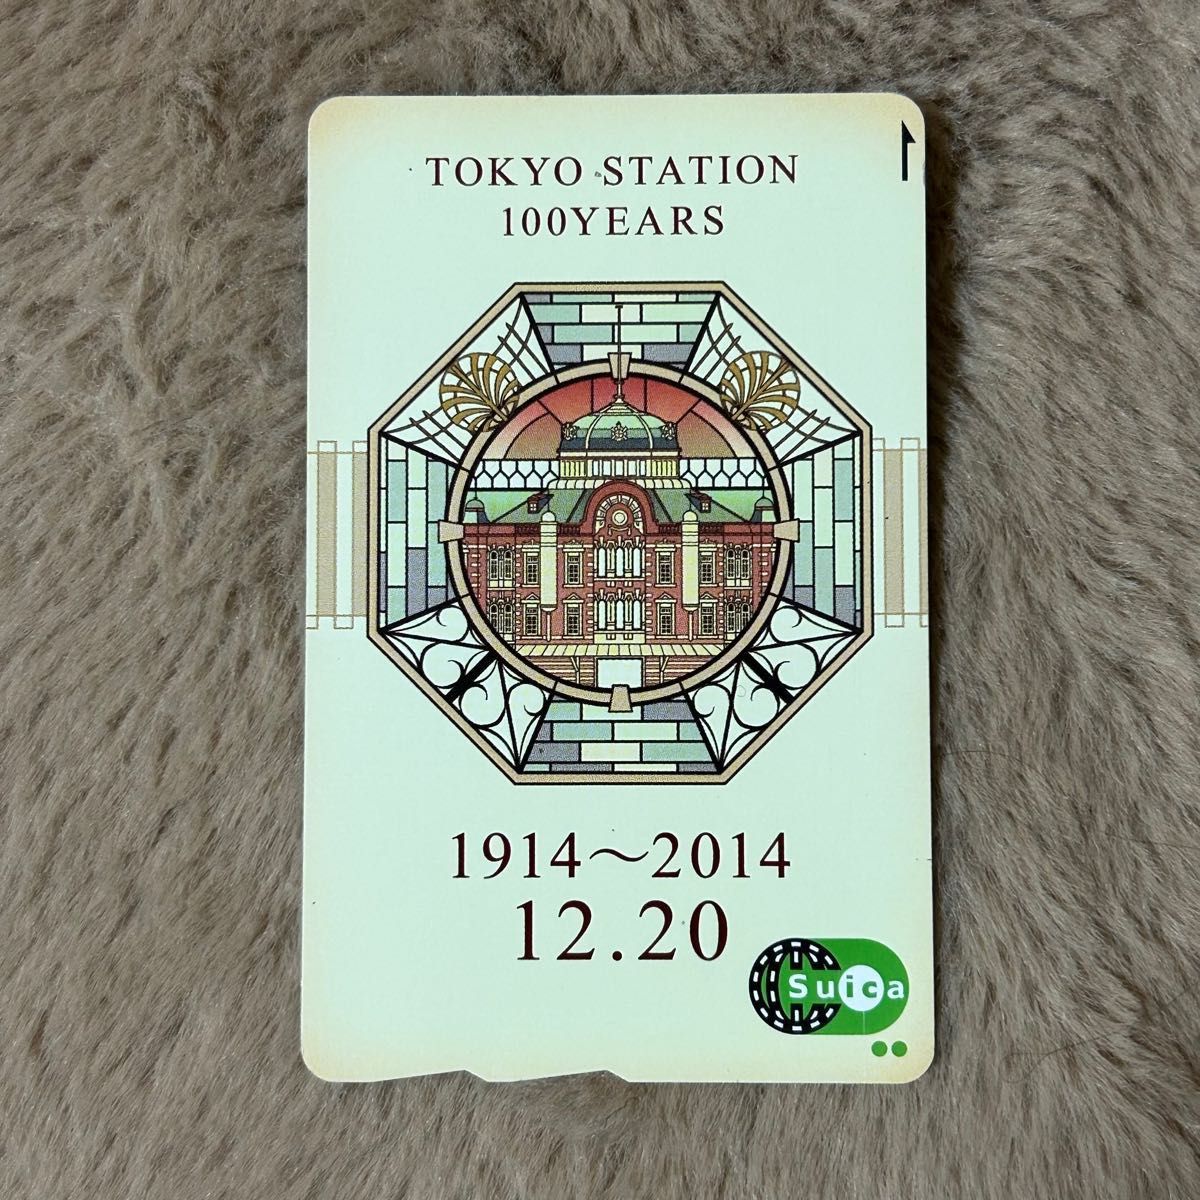 TOKYO STATION
100YEARS
1914～2014
12.20
Suica